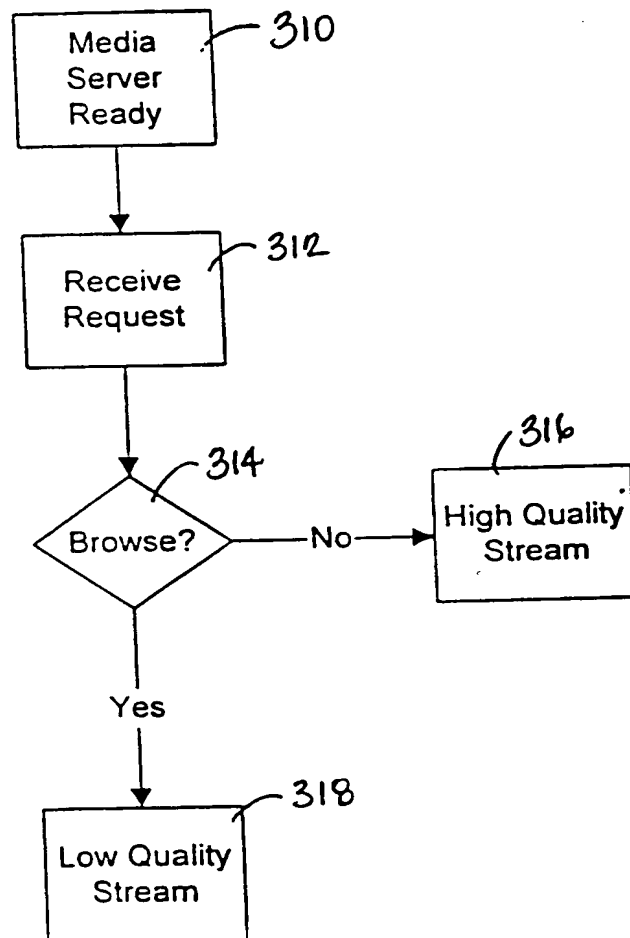 Media
Server
Ready
310
Receive
Request
312
Browse?
314
No
High Quality
Stream
316
Yes
Low Quality
Stream
318